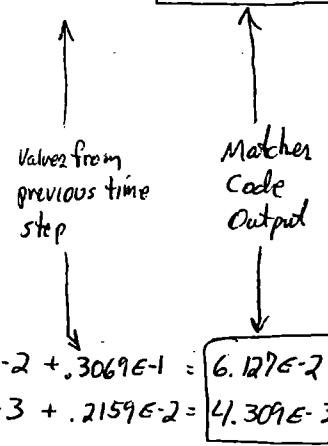 Values from
previous time
step
Matches
Code
Output
-2 + .3069E-1 = 6.127E-2
-3 + .2159E-2 = 4.309E-3